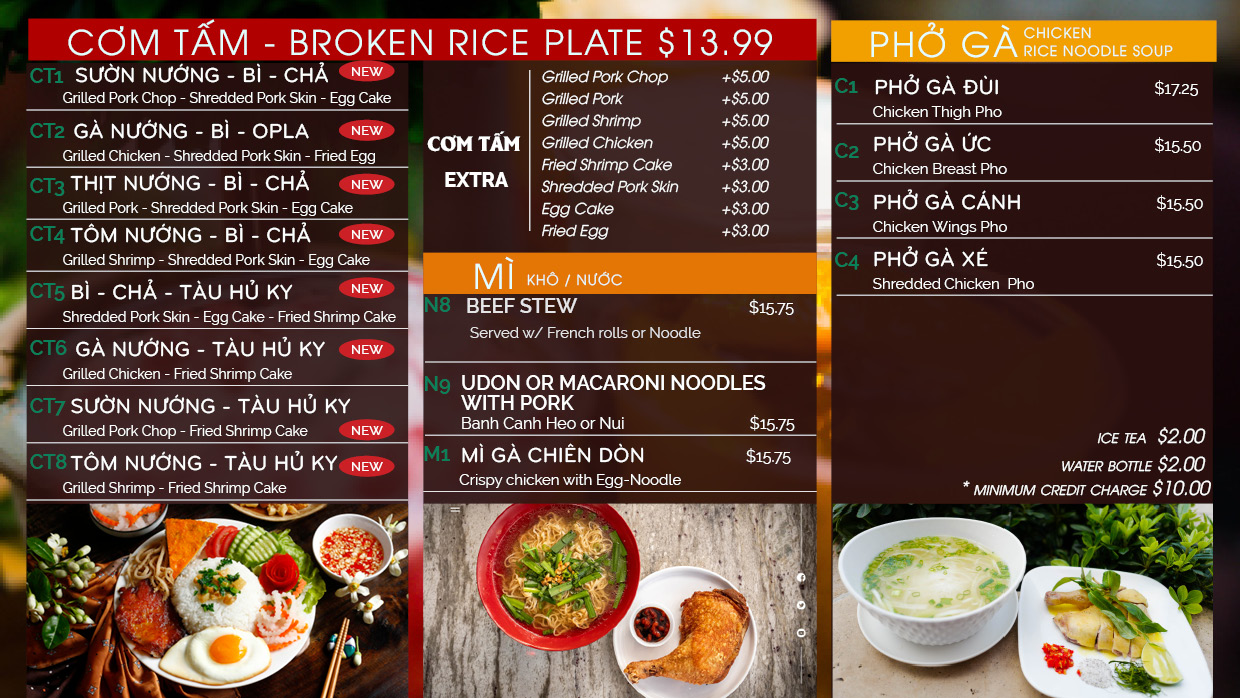 CƠM TẤM - BROKEN RICE PLATE $13.99
CT1 SƯỜN NƯỚNG - BÌ - CHẢ NEW
Grilled Pork Chop - Shredded Pork Skin - Egg Cake
CT2 GÀ NƯỚNG - BÌ - OPLA NEW
Grilled Chicken - Shredded Pork Skin - Fried Egg
CT3 THỊT NƯỚNG - BÌ - CHẢ NEW
Grilled Pork - Shredded Pork Skin - Egg Cake
CT4 TÔM NƯỚNG - BÌ - CHẢ NEW
Grilled Shrimp - Shredded Pork Skin - Egg Cake
CT5 BÌ - CHẢ - TÀU HỦ KY NEW
Shredded Pork Skin - Egg Cake - Fried Shrimp Cake
CT6 GÀ NƯỚNG - TÀU HỦ KY NEW
Grilled Chicken - Fried Shrimp Cake
CT7 SƯỜN NƯỚNG - TÀU HỦ KY
Grilled Pork Chop - Fried Shrimp Cake NEW
CT8 TÔM NƯỚNG - TÀU HỦ KY NEW
Grilled Shrimp - Fried Shrimp Cake
CƠM TẤM
EXTRA
Grilled Pork Chop +$5.00
Grilled Pork +$5.00
Grilled Shrimp +$5.00
Grilled Chicken +$5.00
Fried Shrimp Cake +$3.00
Shredded Pork Skin +$3.00
Egg Cake +$3.00
Fried Egg +$3.00
MÌ KHÔ / NƯỚC
N8 BEEF STEW $15.75
Served w/ French rolls or Noodle
N9 UDON OR MACARONI NOODLES
WITH PORK
Banh Canh Heo or Nui $15.75
M1 MÌ GÀ CHIÊN DÒN $15.75
Crispy chicken with Egg-Noodle
PHỞ GÀ CHICKEN
RICE NOODLE SOUP
C1 PHỞ GÀ ĐÙI $17.25
Chicken Thigh Pho
C2 PHỞ GÀ ỨC $15.50
Chicken Breast Pho
C3 PHỞ GÀ CÁNH $15.50
Chicken Wings Pho
C4 PHỞ GÀ XÉ $15.50
Shredded Chicken Pho
ICE TEA $2.00
WATER BOTTLE $2.00
* MINIMUM CREDIT CHARGE $10.00